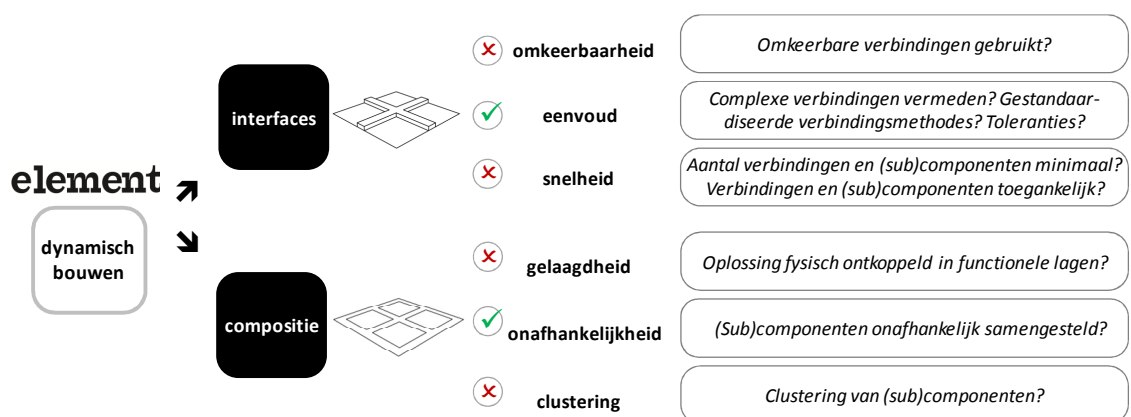 element
dynamisch
bouwen
interfaces
omkeerbaarheid
Omkeerbare verbindingen gebruikt?
eenvoud
Complexe verbindingen vermeden? Gestandaar-
diseerde verbindingsmethodes? Toleranties?
snelheid
Aantal verbindingen en (sub)componenten minimaal?
Verbindingen en (sub)componenten toegankelijk?
compositie
gelaagdheid
Oplossing fysisch ontkoppeld in functionele lagen?
onafhankelijkheid
(Sub)componenten onafhankelijk samengesteld?
clustering
Clustering van (sub)componenten?